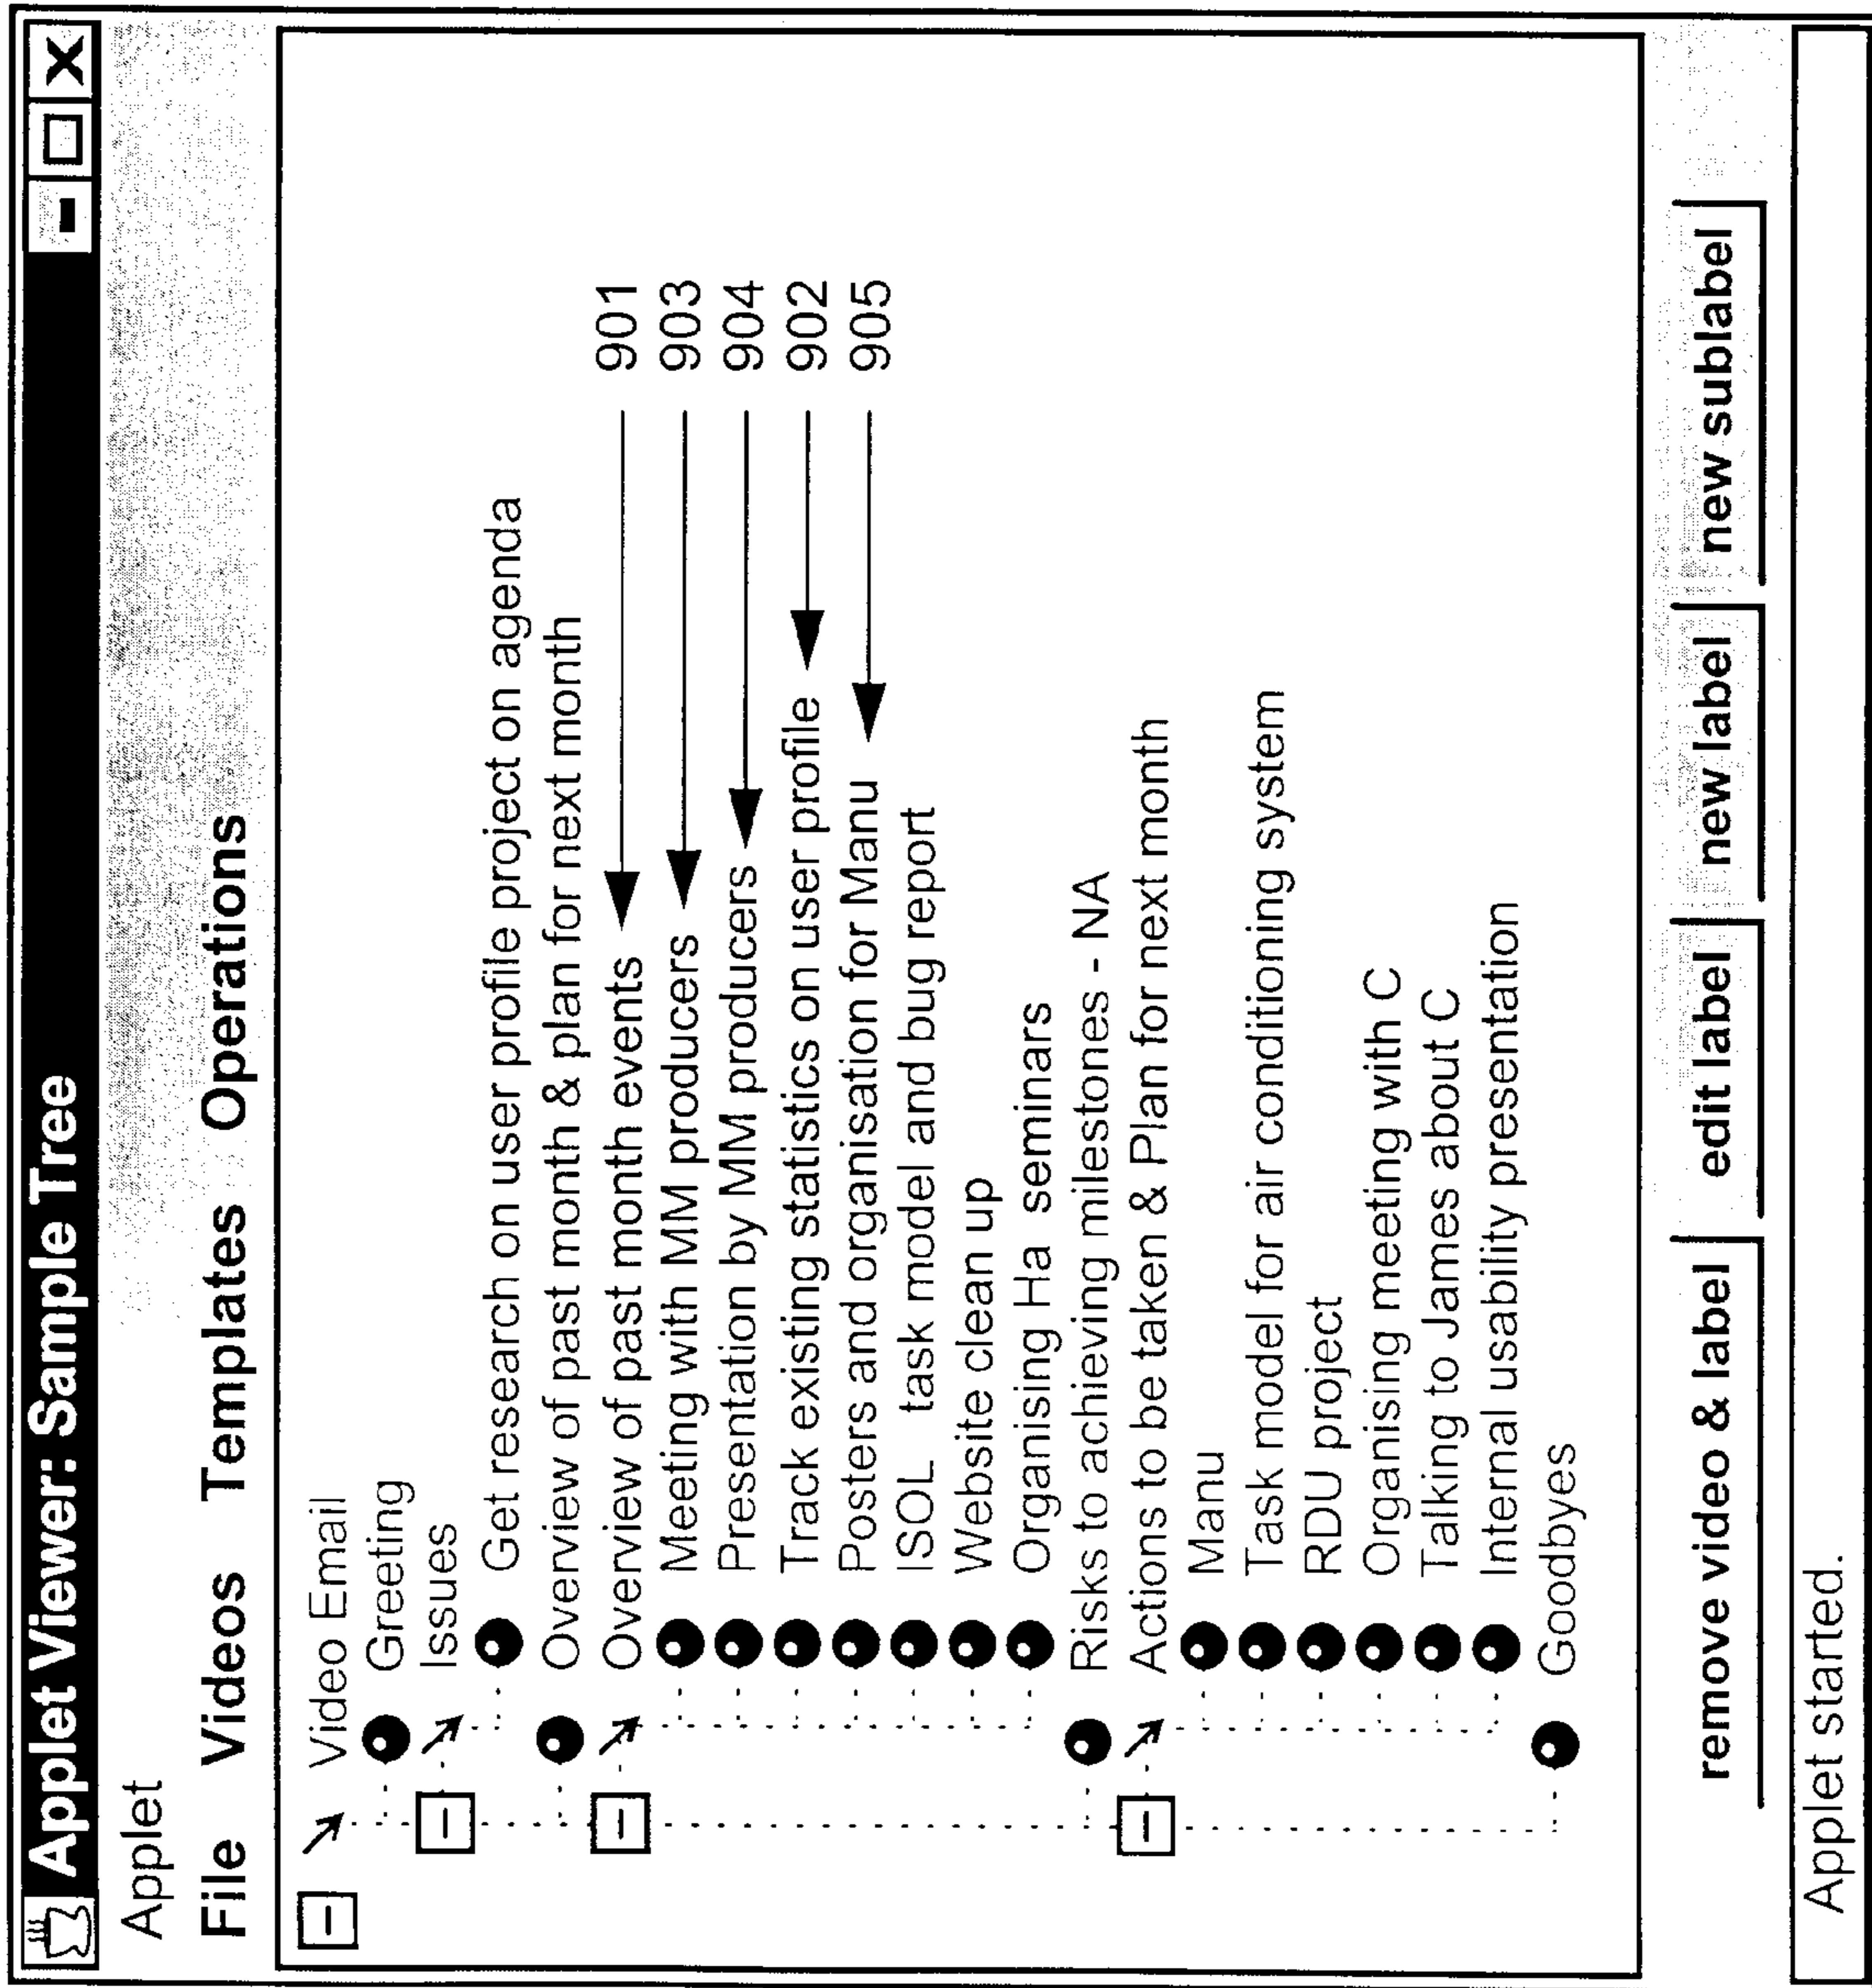 Applet Viewer: Sample Tree
Applet
File Videos Templates Operations
Video Email
Greeting
Issues
Get research on user profile project on agenda
Overview of past month & plan for next month
Overview of past month events 901
Meeting with MM producers 903
Presentation by MM producers 904
Track existing statistics on user profile 902
Posters and organisation for Manu 905
ISOL task model and bug report
Website clean up
Organising Ha seminars
Risks to achieving milestones - NA
Actions to be taken & Plan for next month
Manu
Task model for air conditioning system
RDU project
Organising meeting with C
Talking to James about C
Internal usability presentation
Goodbyes
remove video & label edit label new label new sublabel
Applet started.